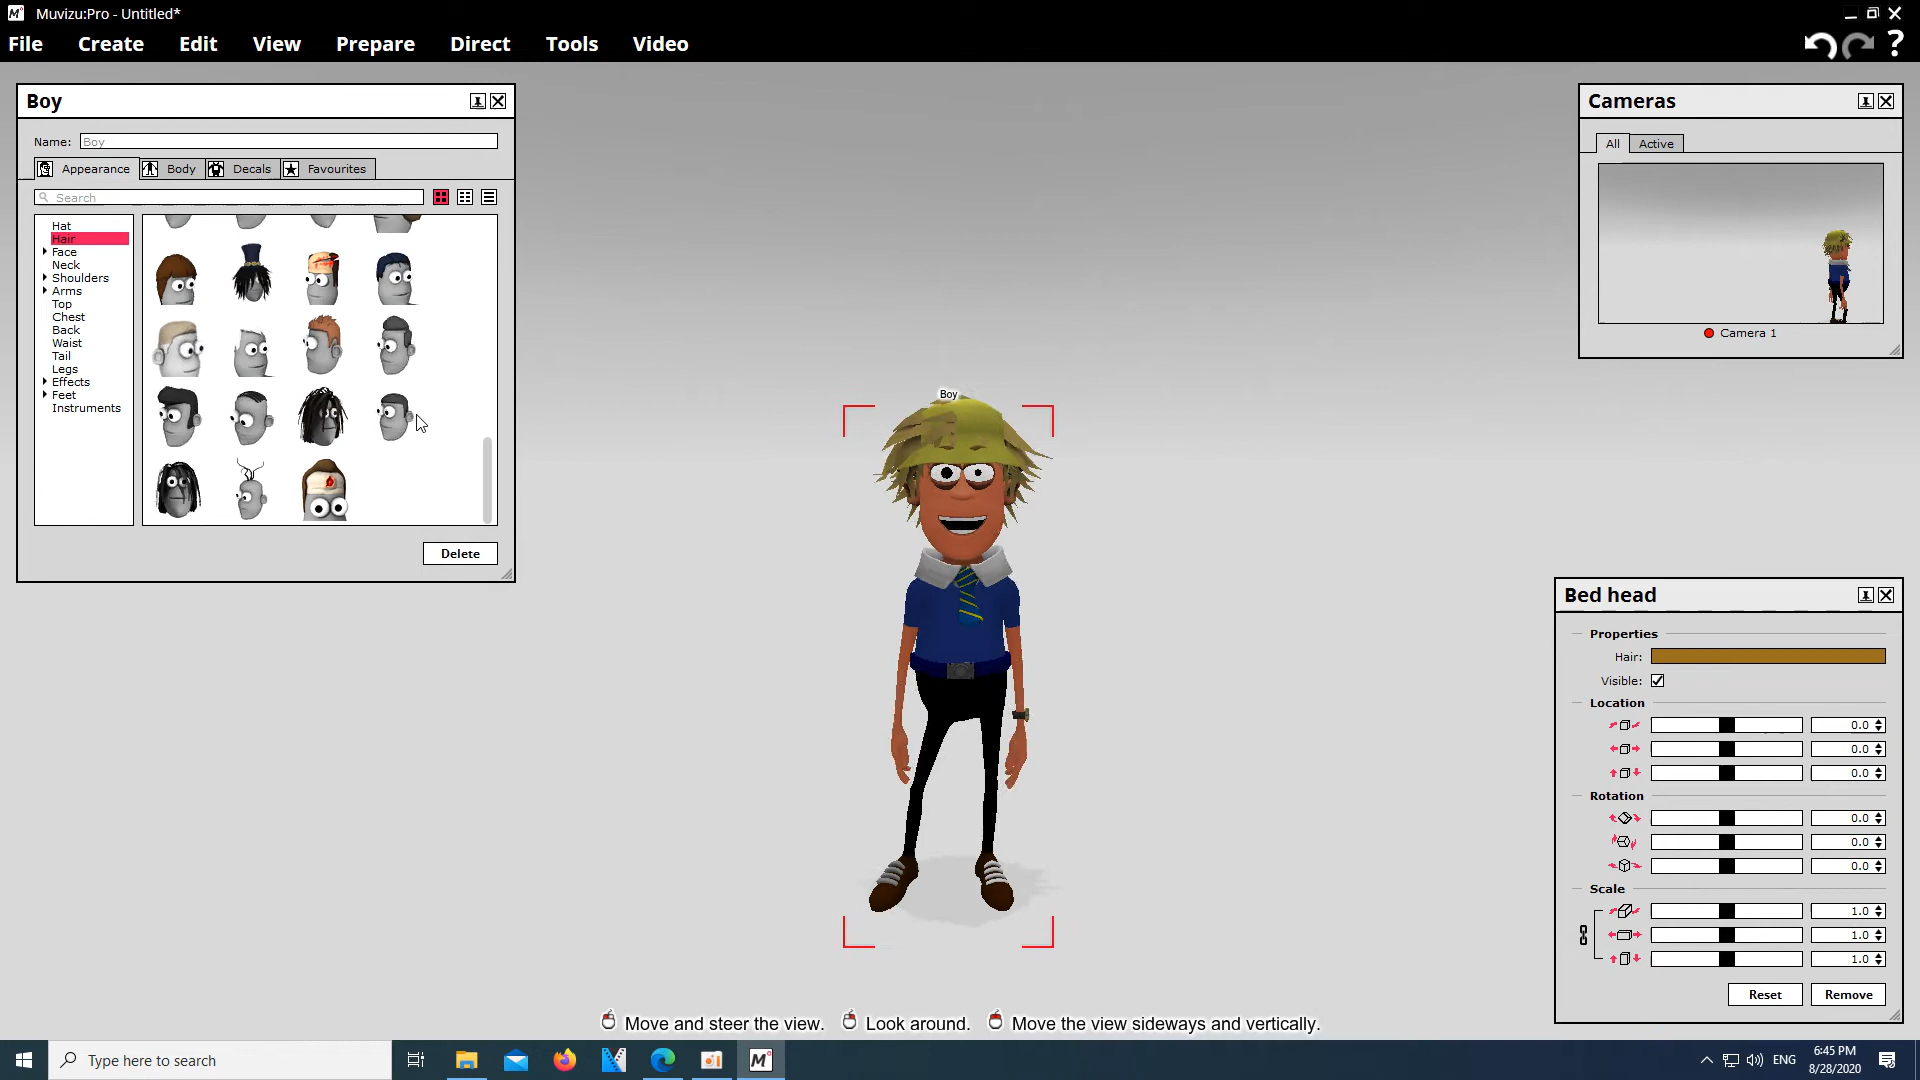 Muvizu:Pro - Untitled*
File Create Edit View Prepare Direct Tools Video ?
Boy
Name: Boy
Appearance Body Decals Favourites
Search
Hat
Hair
Face
Neck
Shoulders
Arms
Top
Chest
Back
Waist
Tail
Legs
Effects
Feet
Instruments
Delete
Boy
Cameras
All Active
Camera 1
Bed head
Properties
Hair:
Visible:
Location
0.0
0.0
0.0
Rotation
0.0
0.0
0.0
Scale
1.0
1.0
1.0
Reset Remove
Move and steer the view. Look around. Move the view sideways and vertically.
Type here to search
ENG
6:45 PM
8/28/2020